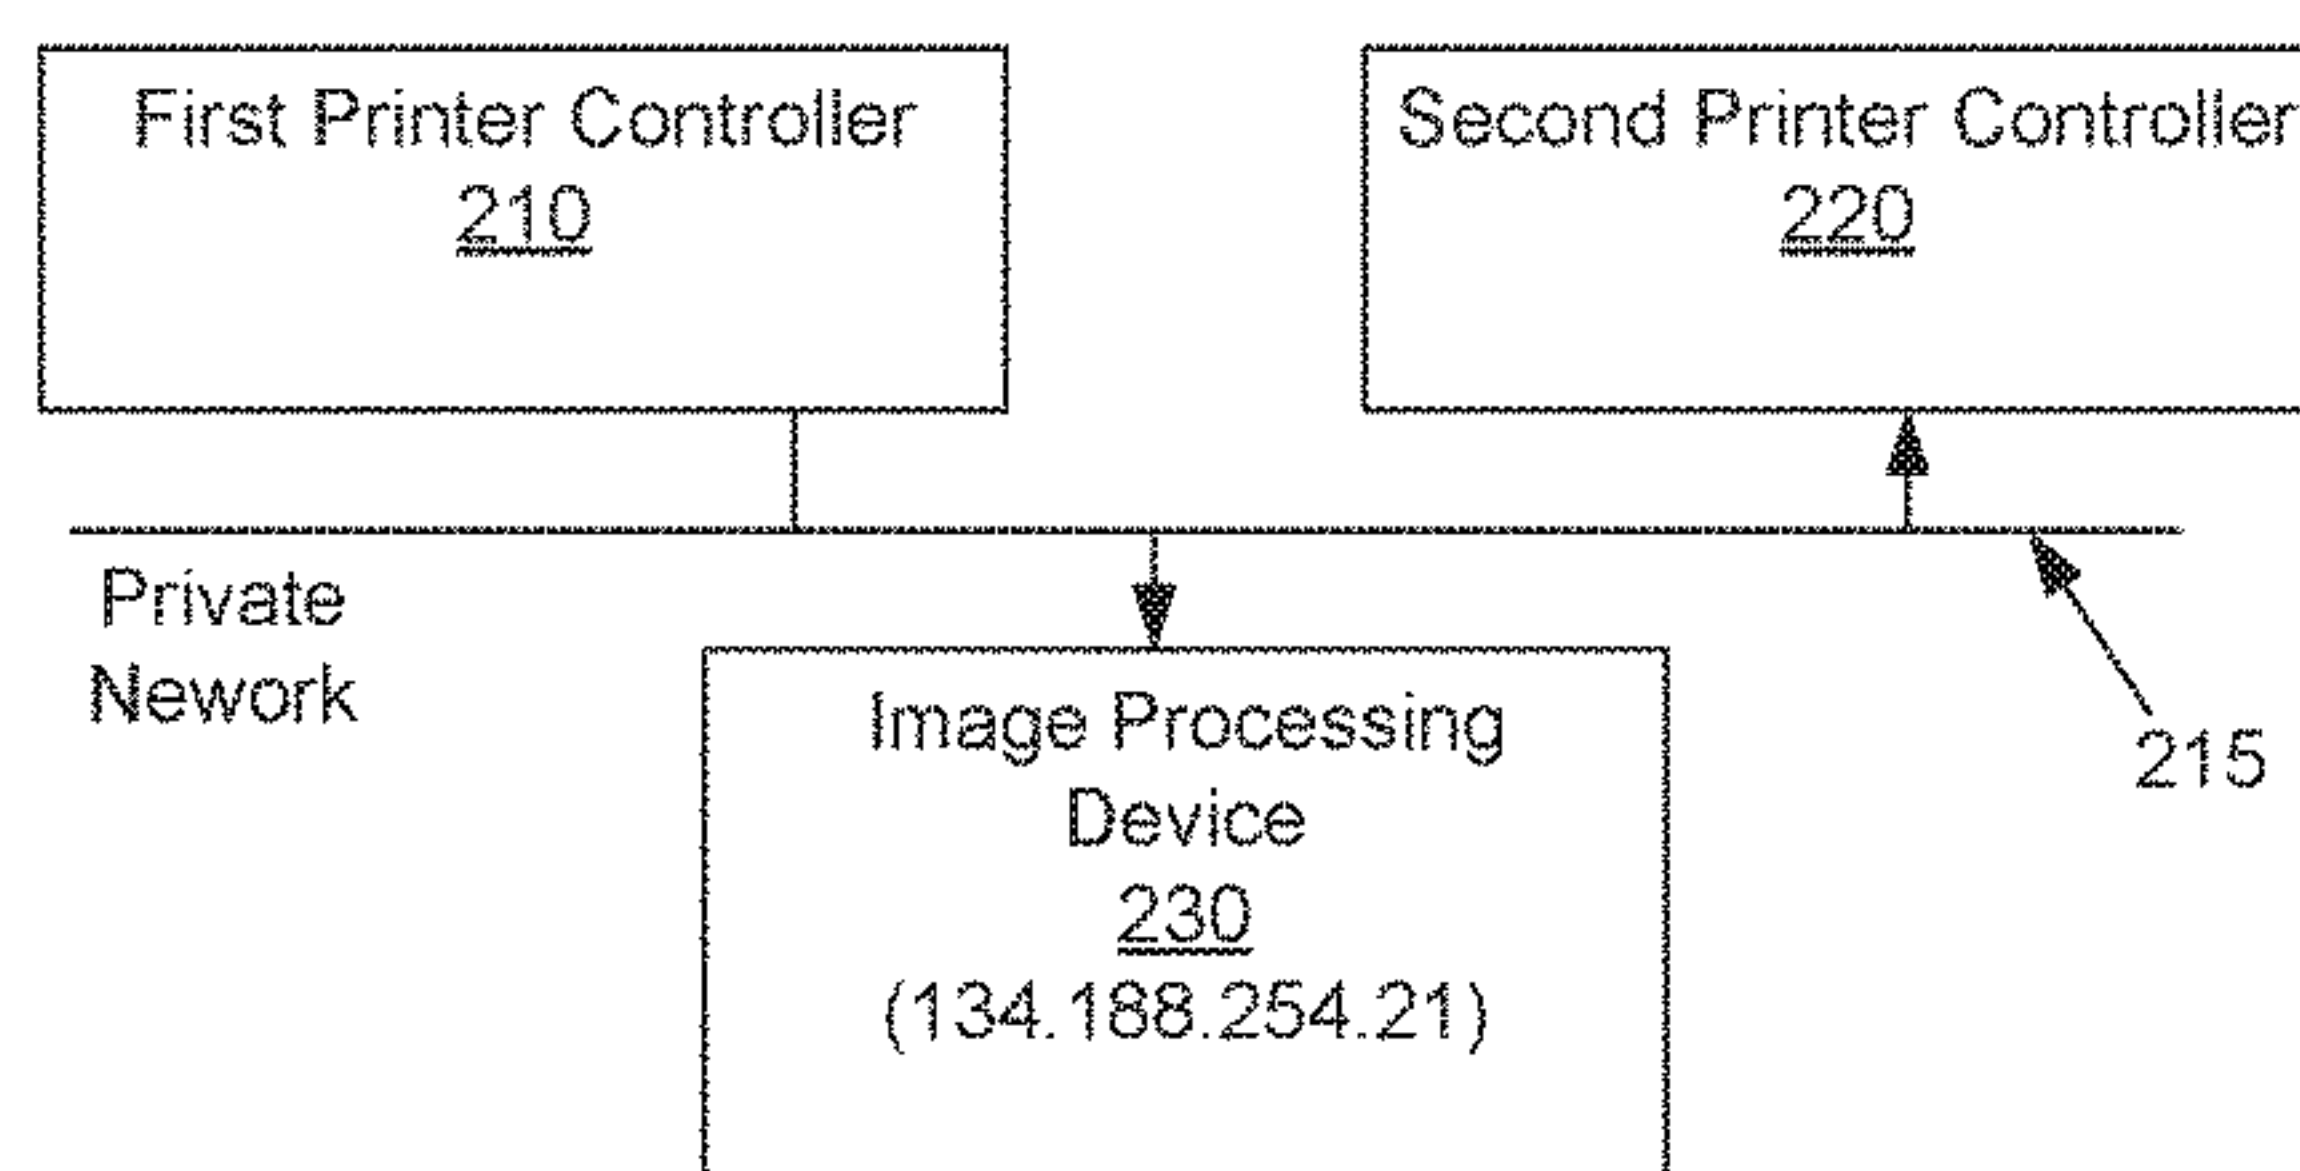 First Printer Controller
210
Second Printer Controller
220
Private
Nework
Image Processing
Device
230
(134.188.254.21)
215